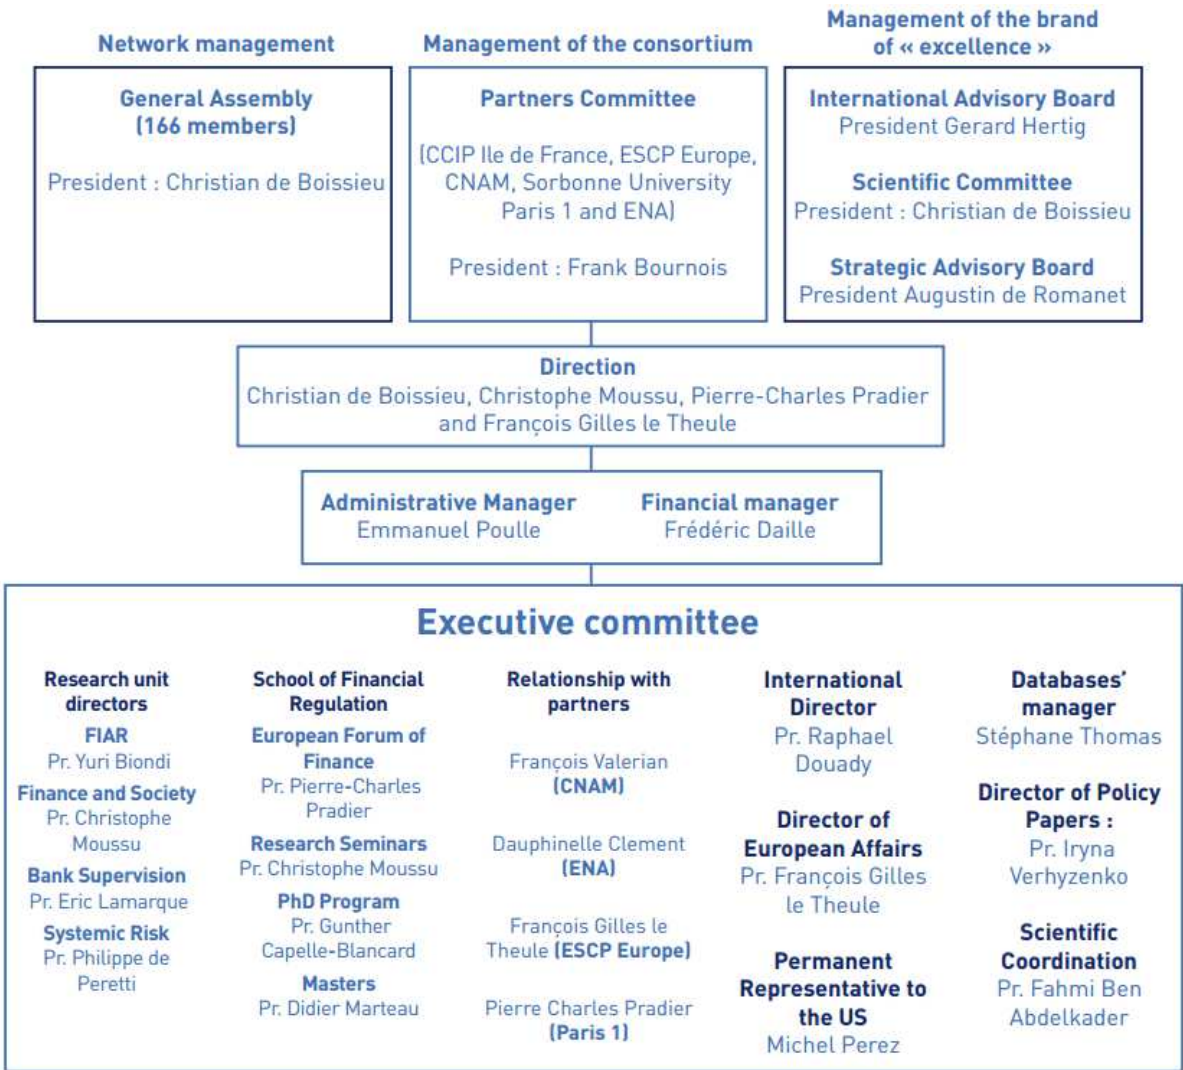 Network management
General Assembly
(166 members)
President : Christian de Boissieu
Management of the consortium
Partners Committee
(CCIP Ile de France, ESCP Europe,
CNAM, Sorbonne University
Paris 1 and ENA)
President : Frank Bournois
Management of the brand
of « excellence »
International Advisory Board
President Gerard Hertig
Scientific Committee
President : Christian de Boissieu
Strategic Advisory Board
President Augustin de Romanet
Direction
Christian de Boissieu, Christophe Moussu, Pierre-Charles Pradier
and François Gilles le Theule
Administrative Manager
Emmanuel Poulle
Financial manager
Frédéric Daille
Executive committee
Research unit
directors
FIAR
Pr. Yuri Biondi
Finance and Society
Pr. Christophe
Moussu
Bank Supervision
Pr. Eric Lamarque
Systemic Risk
Pr. Philippe de
Peretti
School of Financial
Regulation
European Forum of
Finance
Pr. Pierre-Charles
Pradier
Research Seminars
Pr. Christophe Moussu
PhD Program
Pr. Gunther
Capelle-Blancard
Masters
Pr. Didier Marteau
Relationship with
partners
François Valerian
(CNAM)
Dauphinelle Clement
(ENA)
François Gilles le
Theule (ESCP Europe)
Pierre Charles Pradier
(Paris 1)
International
Director
Pr. Raphael
Douady
Director of
European Affairs
Pr. François Gilles
le Theule
Permanent
Representative to
the US
Michel Perez
Databases’
manager
Stéphane Thomas
Director of Policy
Papers :
Pr. Iryna
Verhyzenko
Scientific
Coordination
Pr. Fahmi Ben
Abdelkader